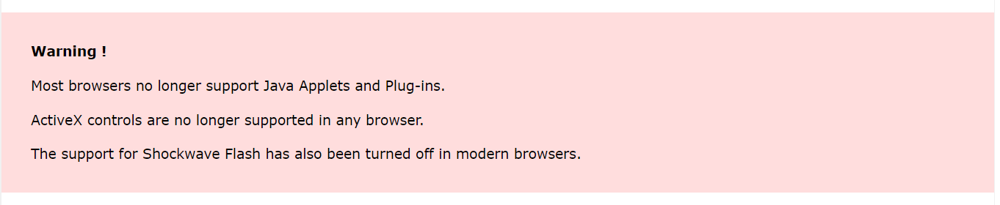 Warning !
Most browsers no longer support Java Applets and Plug-ins.
ActiveX controls are no longer supported in any browser.
The support for Shockwave Flash has also been turned off in modern browsers.